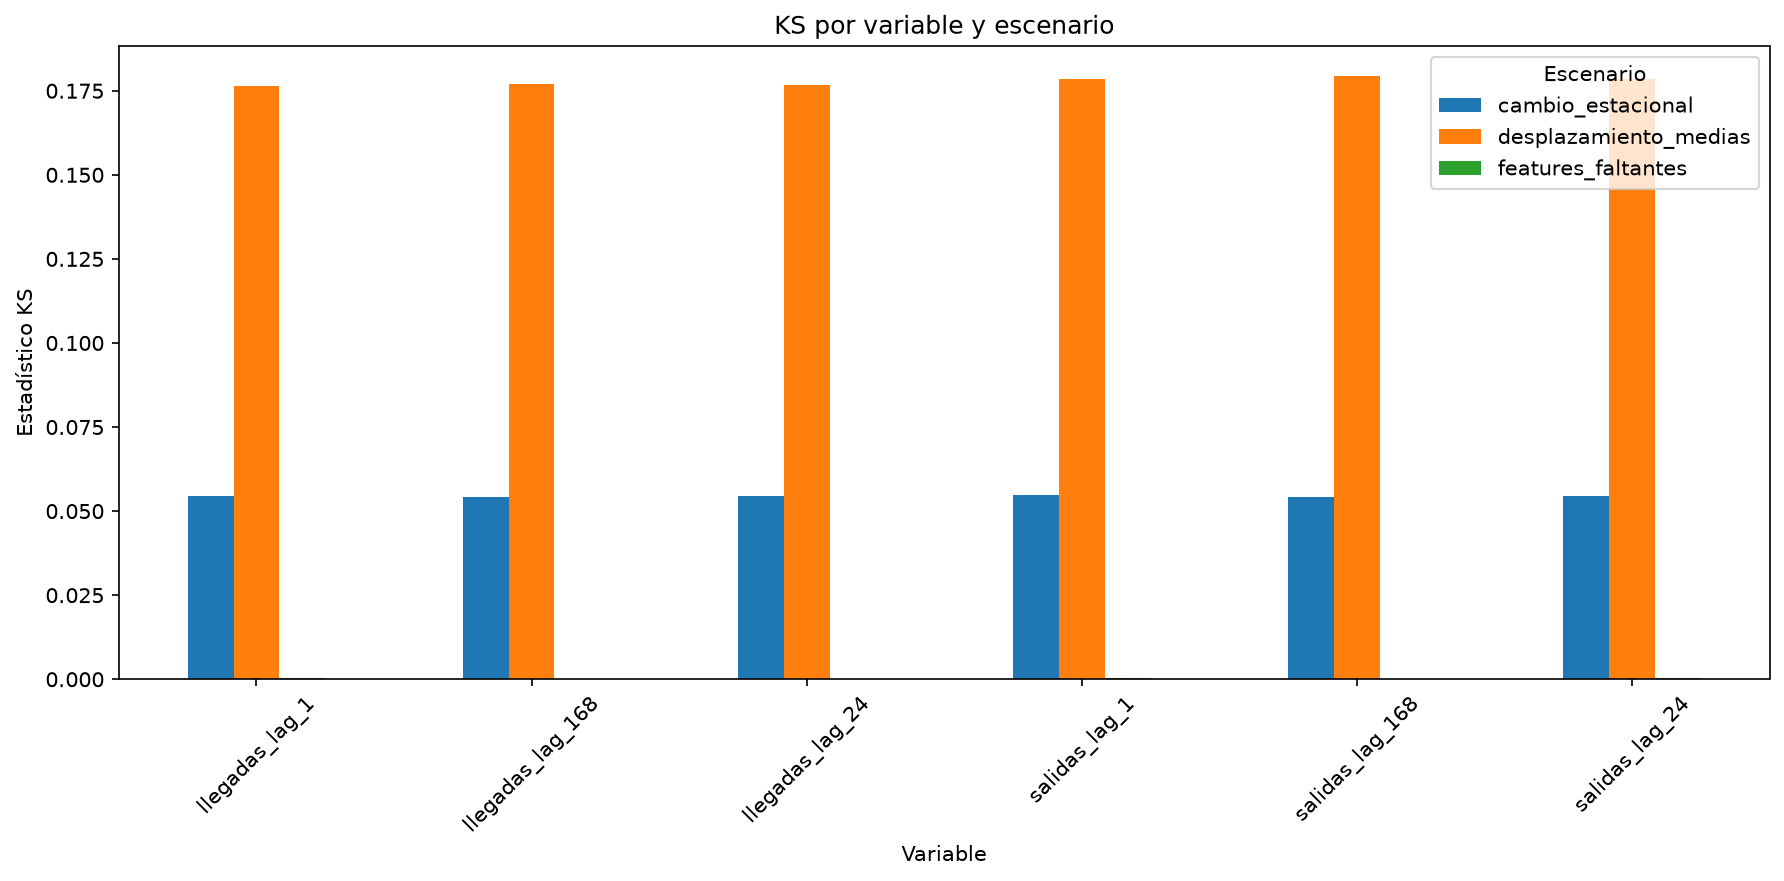 KS por variable y escenario
Estadístico KS
0.175
0.150
0.125
0.100
0.075
0.050
0.025
0.000
Escenario
cambio_estacional
desplazamiento_medias
features_faltantes
llegadas_lag_1
llegadas_lag_168
llegadas_lag_24
salidas_lag_1
salidas_lag_168
salidas_lag_24
Variable